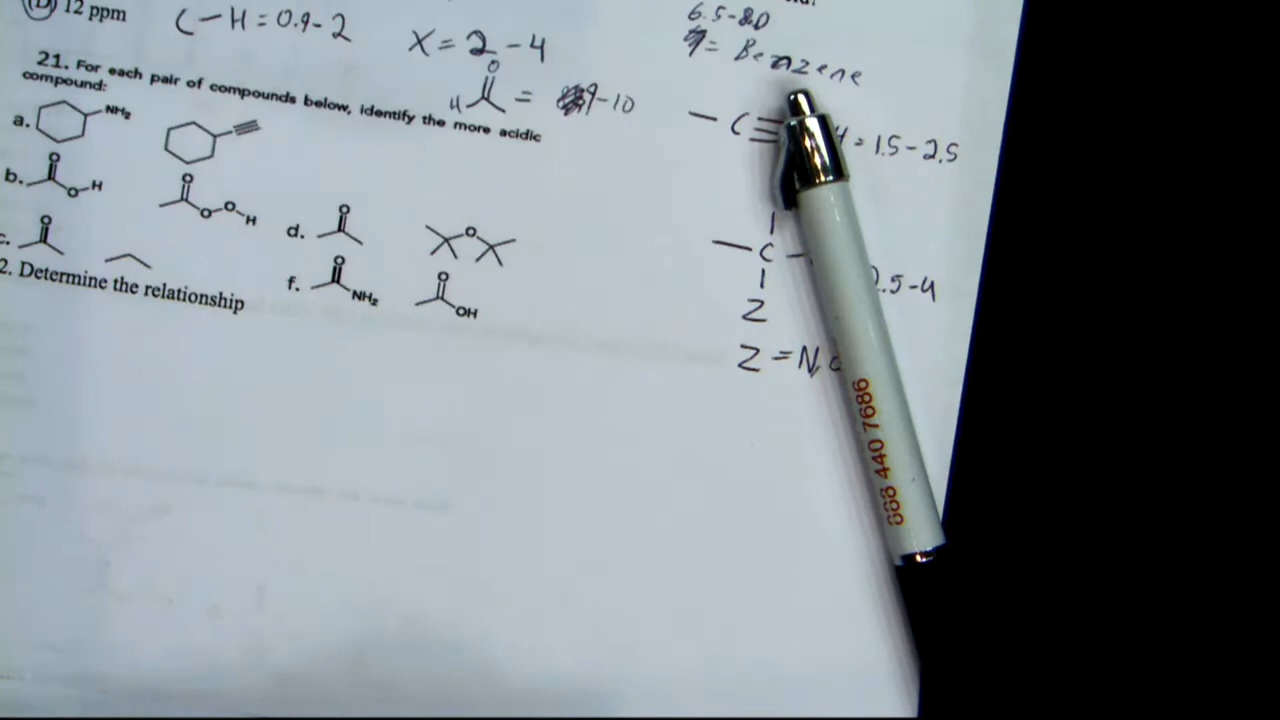 (D) 12 ppm
C-H = 0.9-2
X = 2-4
6.5-8.0
= Benzene
21. For each pair of compounds below, identify the more acidic
compound:
H O = 9-10
-C≡ = 1.5-2.5
a. NH₂
b. O O-H O O-O-H
O
d. O O
-C- .5-4
Z
2. Determine the relationship
f. O NH₂ O OH
Z = N,
888 440 7686